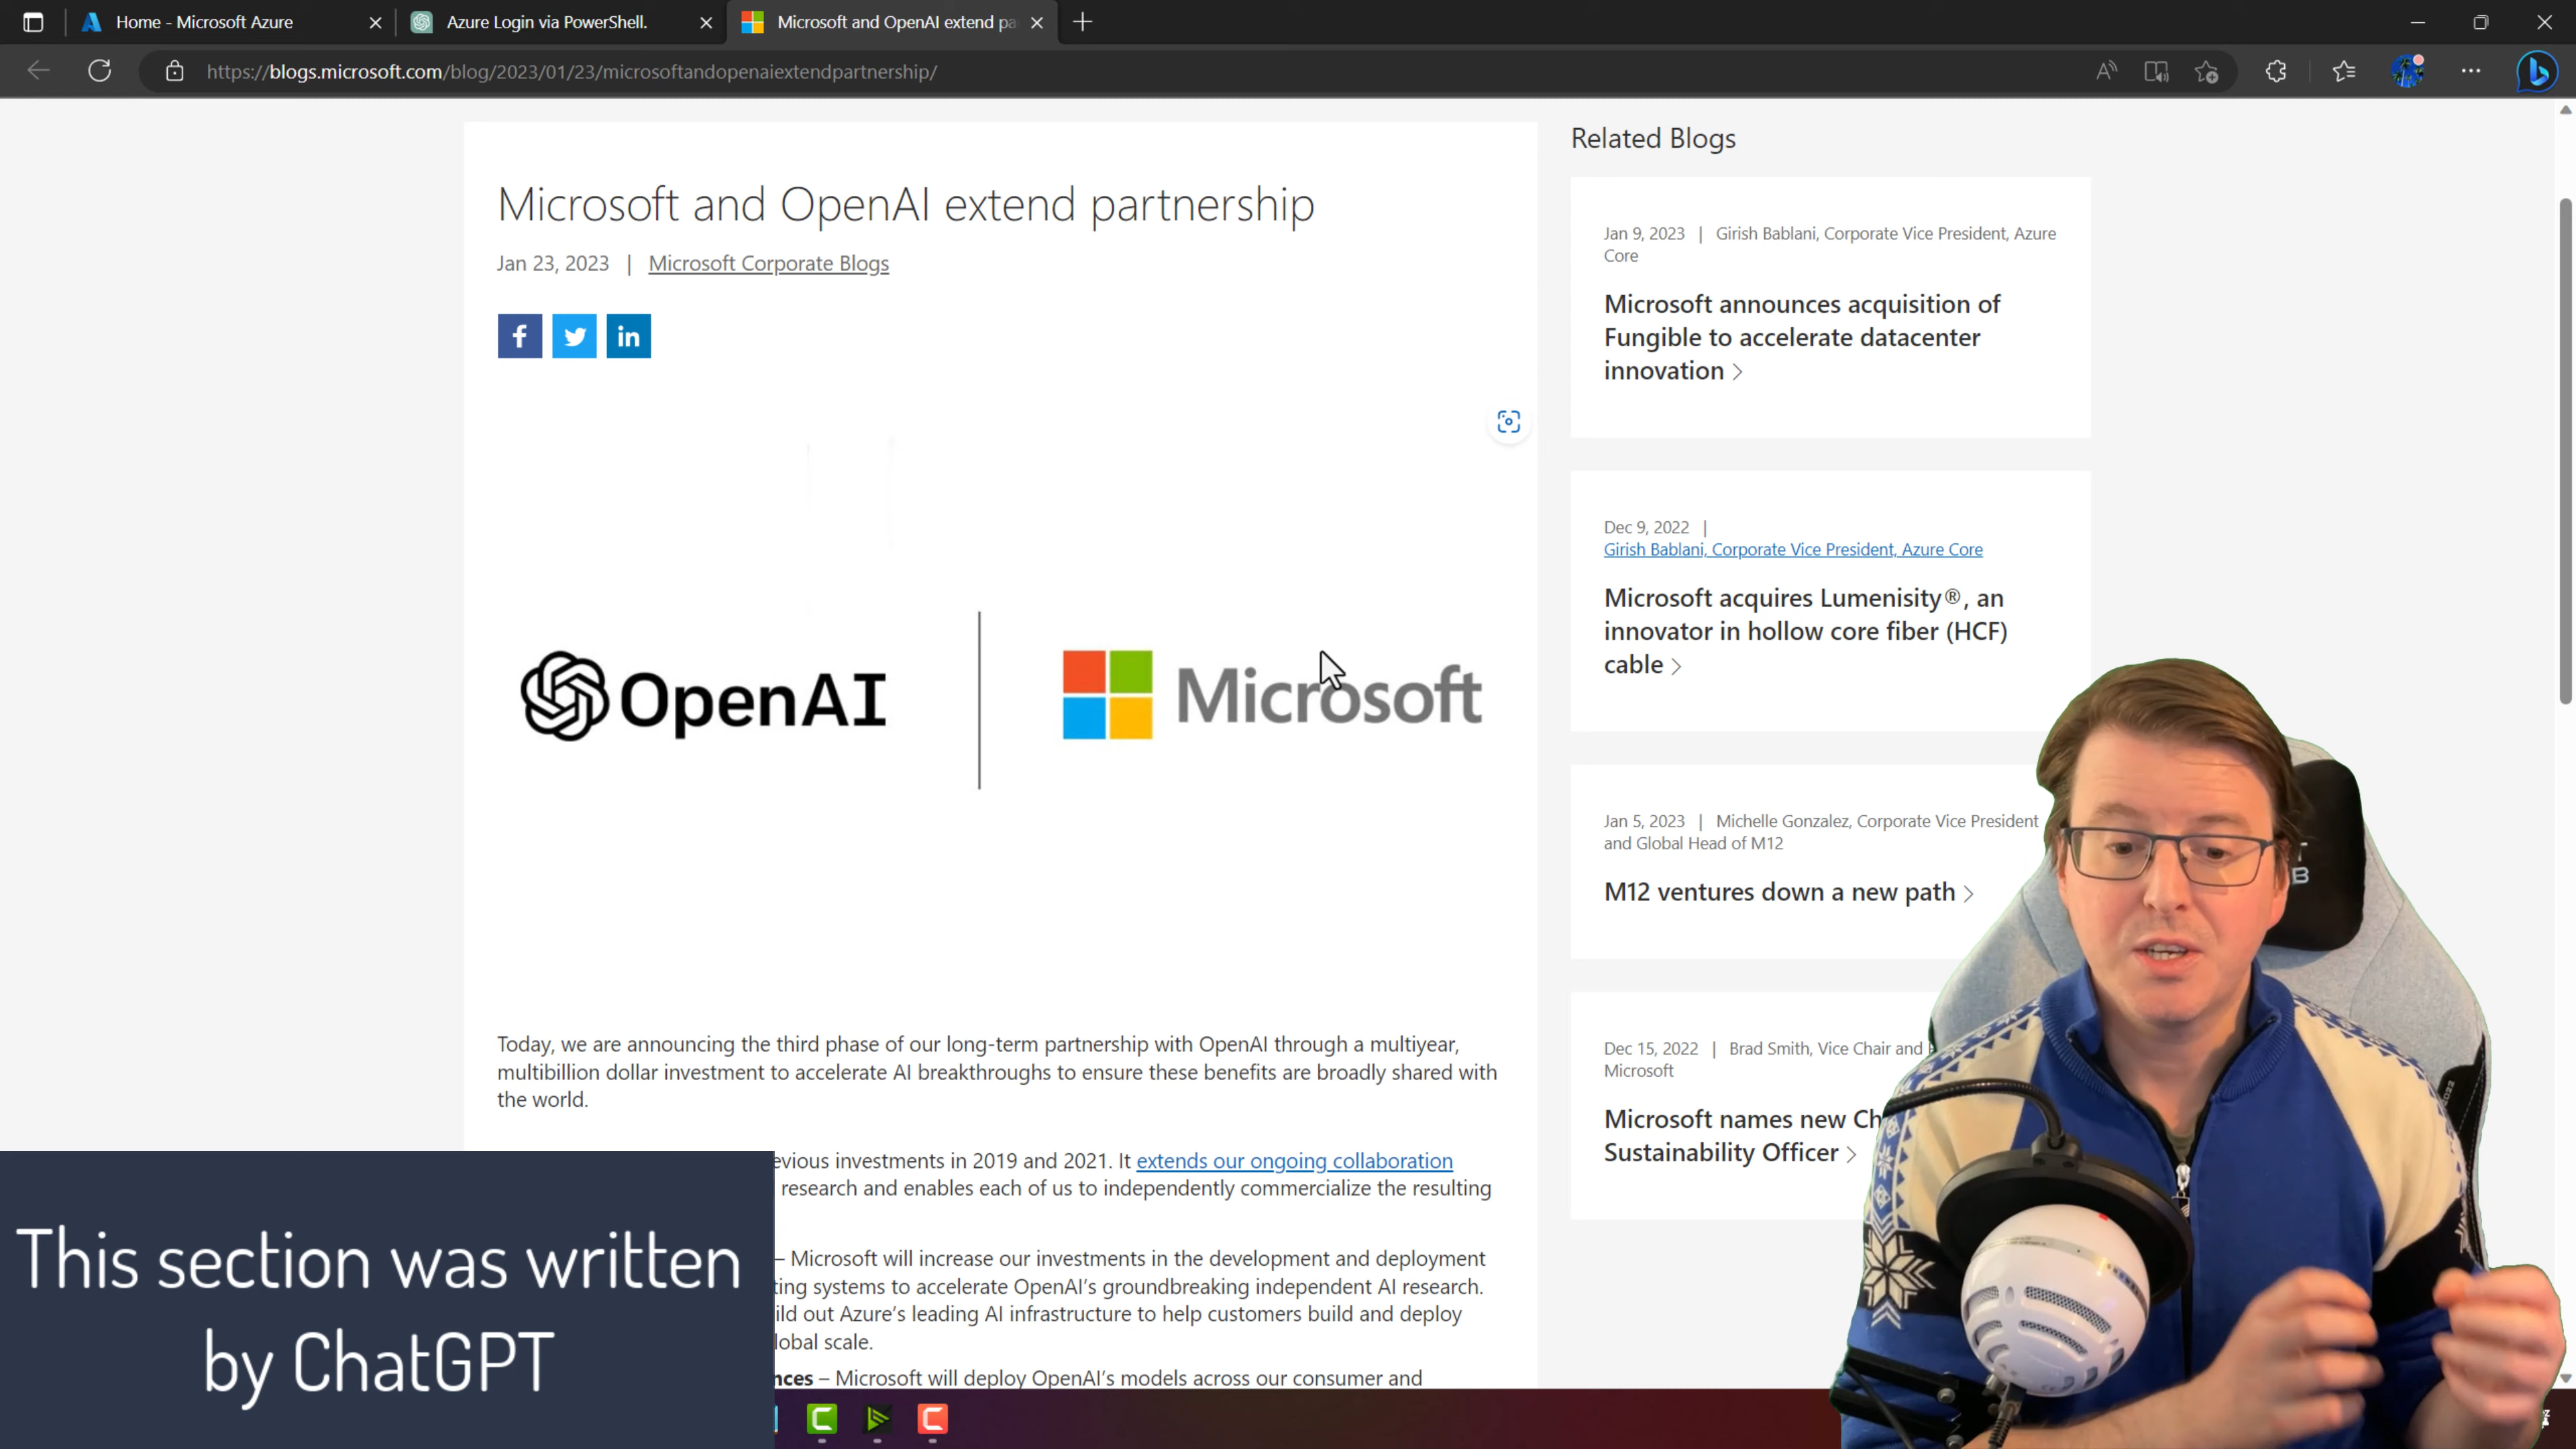 Home - Microsoft Azure
Azure Login via PowerShell.
Microsoft and OpenAI extend pa
https://blogs.microsoft.com/blog/2023/01/23/microsoftandopenaiextendpartnership/
Microsoft and OpenAI extend partnership
Jan 23, 2023 | Microsoft Corporate Blogs
OpenAI
Microsoft
Today, we are announcing the third phase of our long-term partnership with OpenAI through a multiyear,
multibillion dollar investment to accelerate AI breakthroughs to ensure these benefits are broadly shared with
the world.
evious investments in 2019 and 2021. It extends our ongoing collaboration
research and enables each of us to independently commercialize the resulting
– Microsoft will increase our investments in the development and deployment
ting systems to accelerate OpenAI's groundbreaking independent AI research.
ild out Azure's leading AI infrastructure to help customers build and deploy
lobal scale.
nces – Microsoft will deploy OpenAI's models across our consumer and
Related Blogs
Jan 9, 2023 | Girish Bablani, Corporate Vice President, Azure
Core
Microsoft announces acquisition of
Fungible to accelerate datacenter
innovation
Dec 9, 2022 |
Girish Bablani, Corporate Vice President, Azure Core
Microsoft acquires Lumenisity®, an
innovator in hollow core fiber (HCF)
cable
Jan 5, 2023 | Michelle Gonzalez, Corporate Vice President
and Global Head of M12
M12 ventures down a new path
Dec 15, 2022 | Brad Smith, Vice Chair and
Microsoft
Microsoft names new Ch
Sustainability Officer
This section was written
by ChatGPT